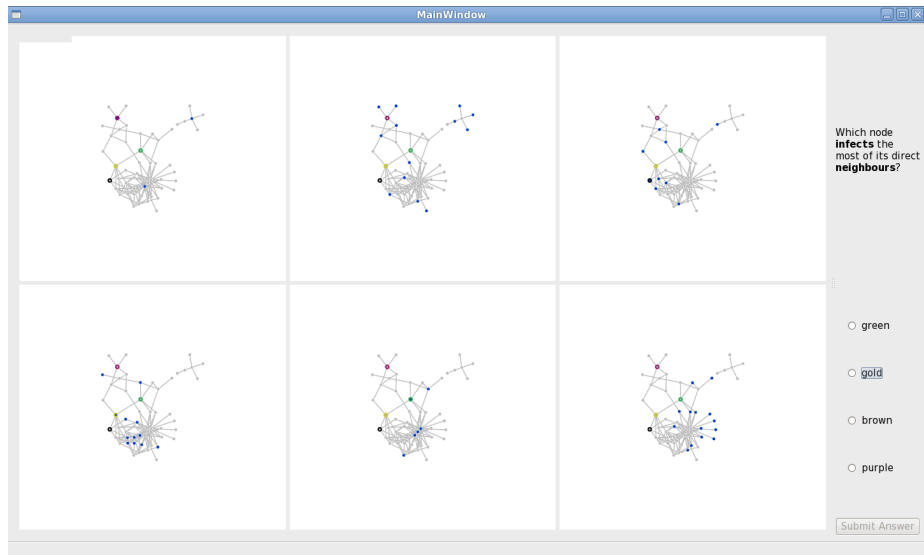 MainWindow
Which node
infects the
most of its direct
neighbours?
green
gold
brown
purple
Submit Answer